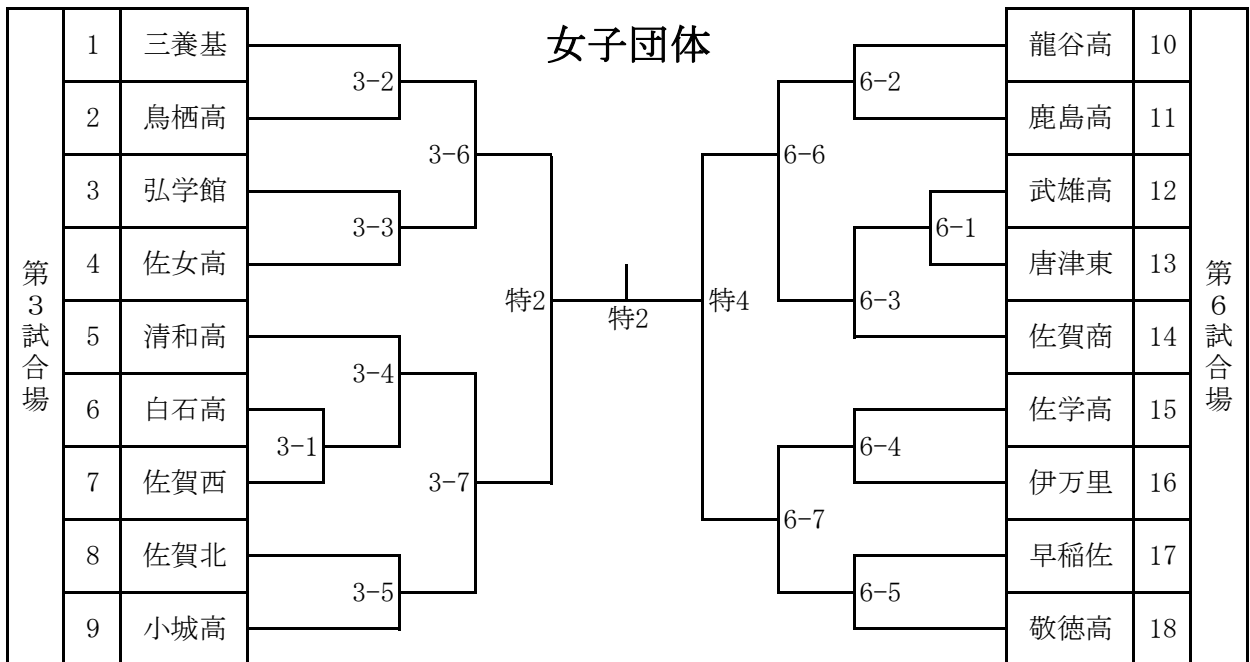 女子団体
第3試合場
1 三養基
2 鳥栖高
3 弘学館
4 佐女高
5 清和高
6 白石高
7 佐賀西
8 佐賀北
9 小城高
3-2
3-6
3-3
3-4
3-1
3-7
3-5
特2
特2
特4
6-2
6-6
6-1
6-3
6-4
6-7
6-5
龍谷高 10
鹿島高 11
武雄高 12
唐津東 13
佐賀商 14
佐学高 15
伊万里 16
早稲佐 17
敬徳高 18
第6試合場